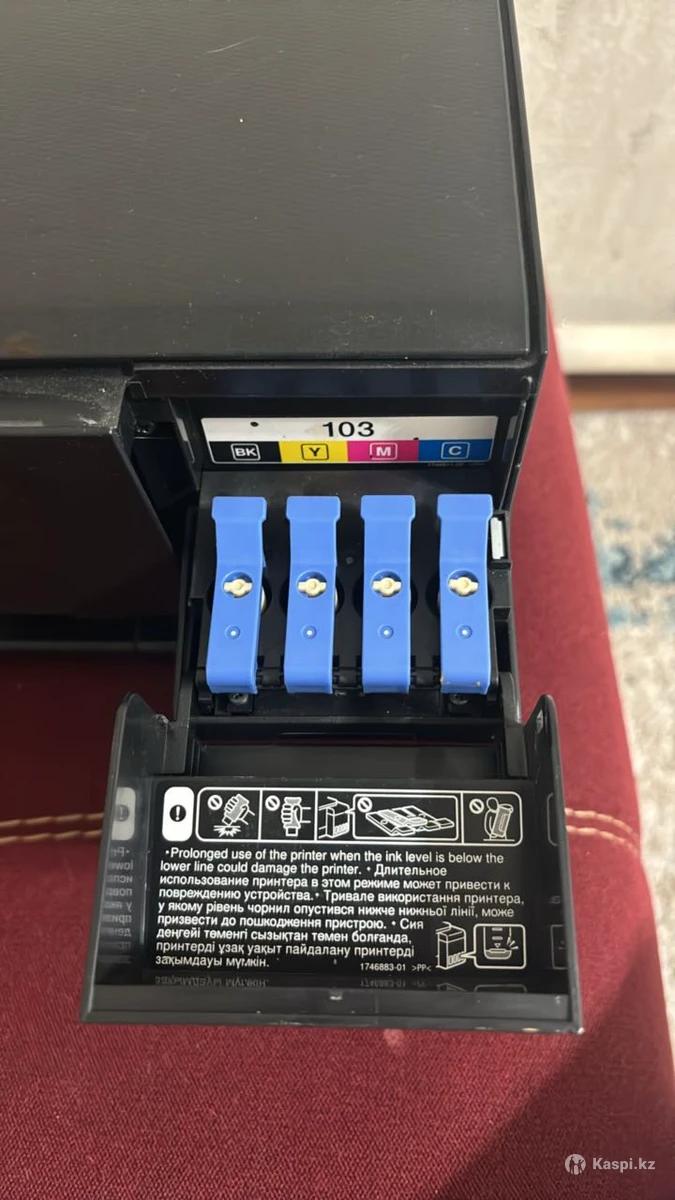 103
BK Y M C
•Prolonged use of the printer when the ink level is below the
lower line could damage the printer. • Длительное
использование принтера в этом режиме может привести к
повреждению устройства.• Тривале використання принтера,
у якому рівень чорнил опустився нижче нижньої лінії, може
призвести до пошкодження пристрою. • Сия
деңгейі төменгі сызықтан төмен болғанда,
принтерді ұзақ уақыт пайдалану принтерді
зақымдауы мүмкін.
1746883-01 >PP<
Kaspi.kz